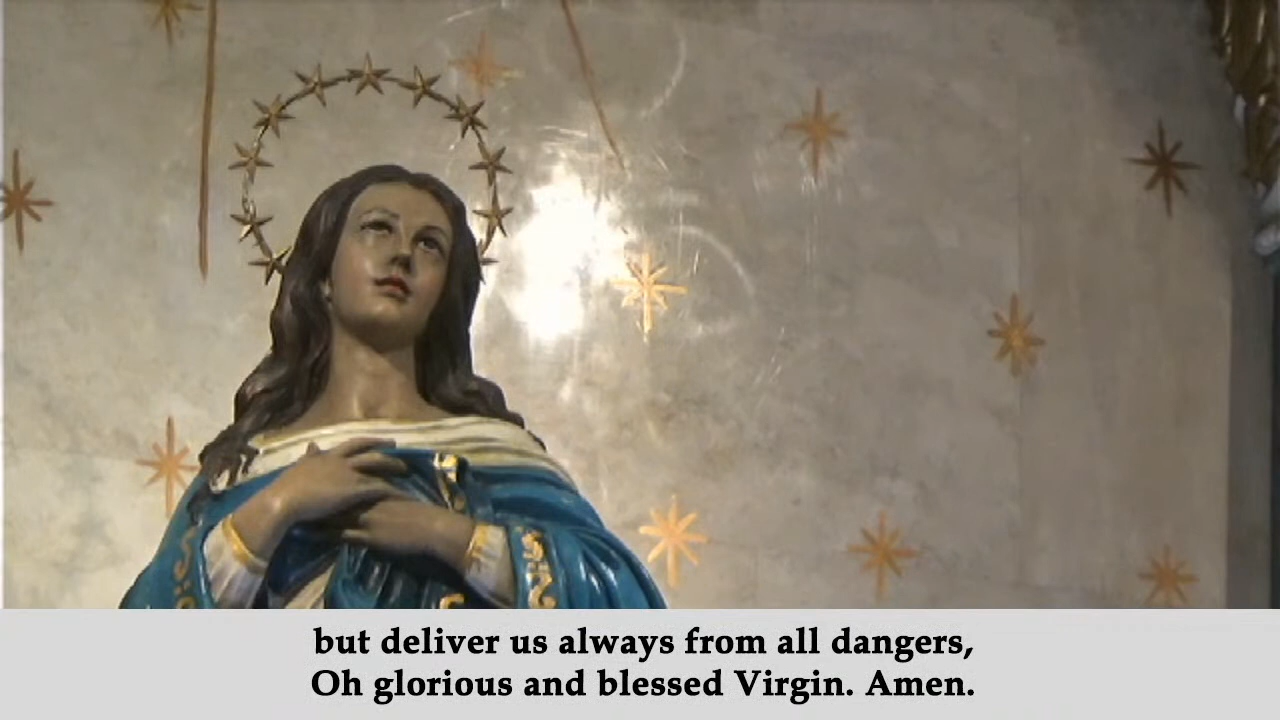 but deliver us always from all dangers,
Oh glorious and blessed Virgin. Amen.